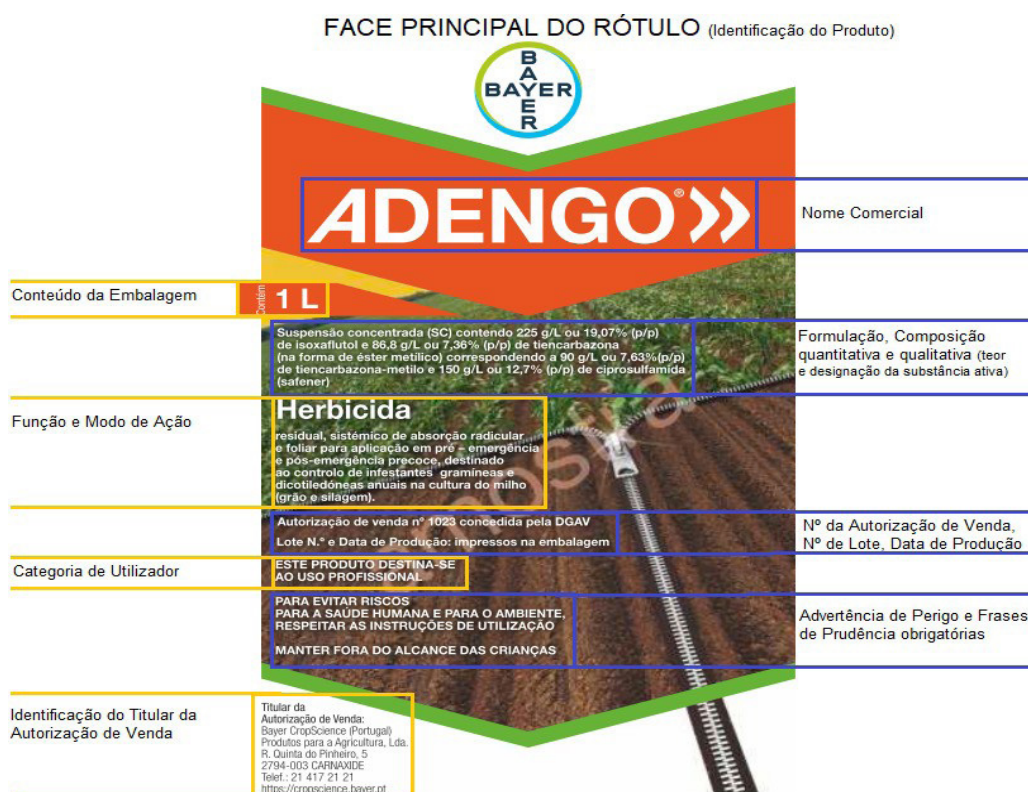 FACE PRINCIPAL DO RÓTULO (Identificação do Produto)
BAYER
BAYER
ADENGO®
Nome Comercial
Conteúdo da Embalagem
Contém
1 L
Suspensão concentrada (SC) contendo 225 g/L ou 19,07% (p/p)
de isoxaflutol e 86,8 g/L ou 7,36% (p/p) de tiencarbazona
(na forma de éster metílico) correspondendo a 90 g/L ou 7,63%(p/p)
de tiencarbazona-metilo e 150 g/L ou 12,7% (p/p) de ciprosulfamida
(safener)
Formulação, Composição
quantitativa e qualitativa (teor
e designação da substância ativa)
Função e Modo de Ação
Herbicida
residual, sistémico de absorção radicular
e foliar para aplicação em pré – emergência
e pós-emergência precoce, destinado
ao controlo de infestantes gramíneas e
dicotiledóneas anuais na cultura do milho
(grão e silagem).
amostra
Autorização de venda nº 1023 concedida pela DGAV
Lote N.º e Data de Produção: impressos na embalagem
Nº da Autorização de Venda,
Nº de Lote, Data de Produção
Categoria de Utilizador
ESTE PRODUTO DESTINA-SE
AO USO PROFISSIONAL
PARA EVITAR RISCOS
PARA A SAÚDE HUMANA E PARA O AMBIENTE,
RESPEITAR AS INSTRUÇÕES DE UTILIZAÇÃO
MANTER FORA DO ALCANCE DAS CRIANÇAS
Advertência de Perigo e Frases
de Prudência obrigatórias
Identificação do Titular da
Autorização de Venda
Titular da
Autorização de Venda:
Bayer CropScience (Portugal)
Produtos para a Agricultura, Lda.
R. Quinta do Pinheiro, 5
2794-003 CARNAXIDE
Telef.: 21 417 21 21
https://cropscience.bayer.pt